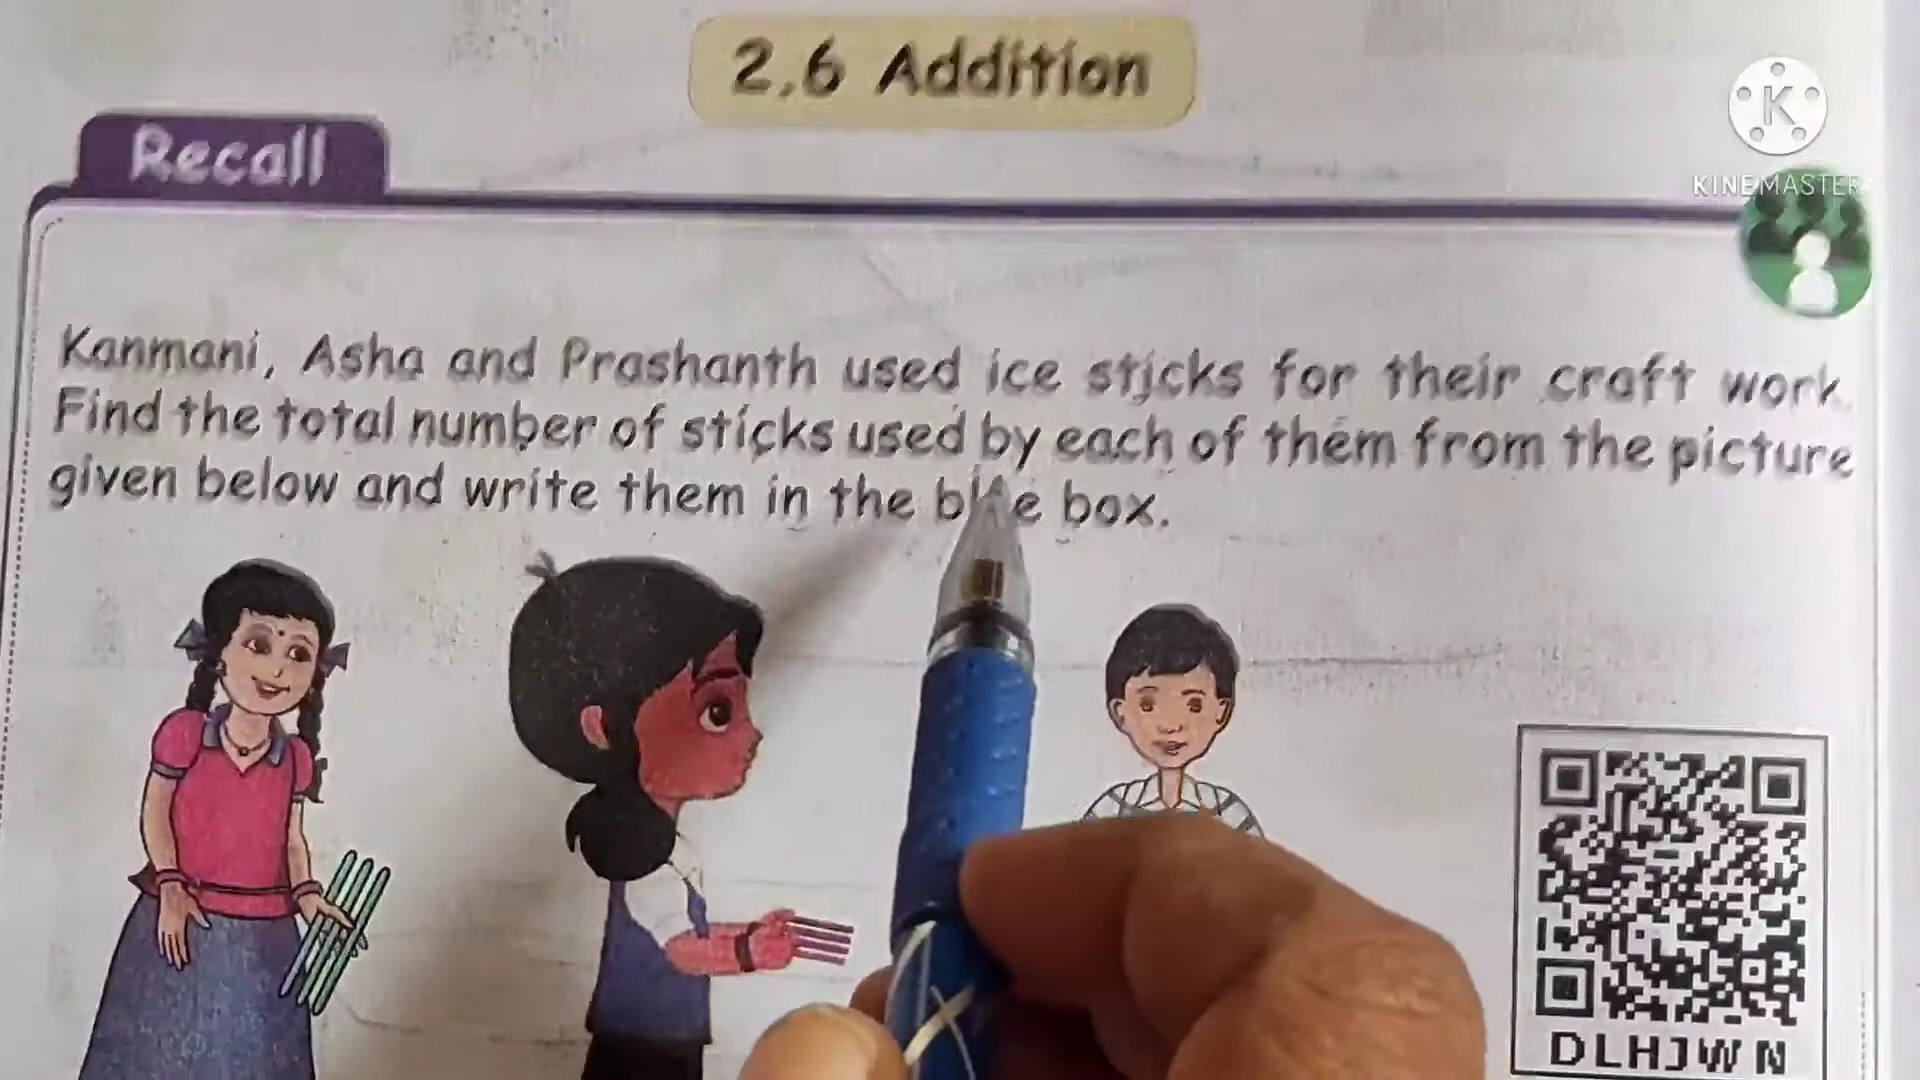 2.6 Addition
Recall
K
KINEMASTER
Kanmani, Asha and Prashanth used ice sticks for their craft work.
Find the total number of sticks used by each of them from the picture
given below and write them in the blue box.
DLHJWN